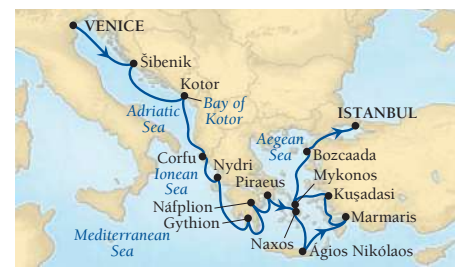 VENICE
Šibenik
Kotor
Adriatic
Sea
Bay of
Kotor
ISTANBUL
Aegean
Sea
Bozcaada
Corfu
Ionean
Sea
Nydri
Mykonos
Piraeus
Kuşadasi
Náfplion
Gythion
Marmaris
Mediterranean
Sea
Naxos
Ágios Nikólaos